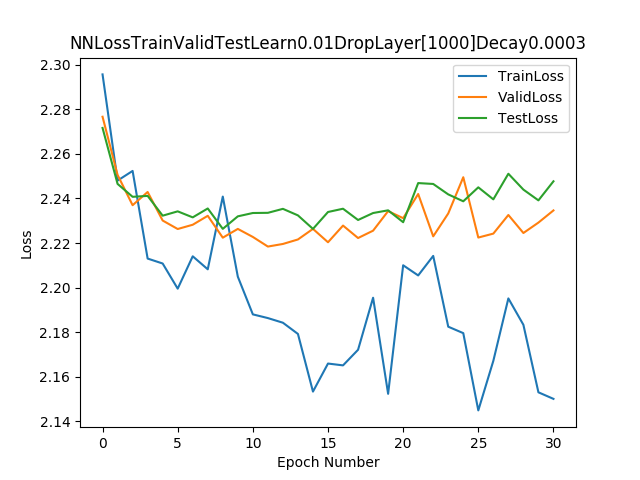 NNLossTrainValidTestLearn0.01DropLayer[1000]Decay0.0003
TrainLoss
ValidLoss
TestLoss
Loss
2.30
2.28
2.26
2.24
2.22
2.20
2.18
2.16
2.14
0 5 10 15 20 25 30
Epoch Number